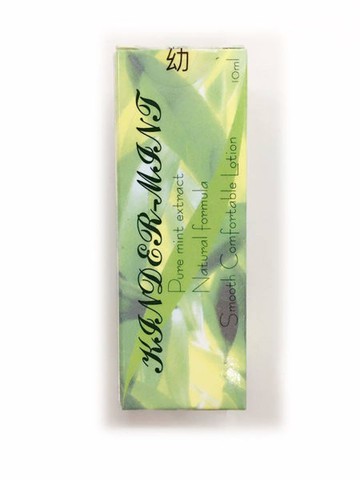 幼
KINDER-MINT
Pure mint extract
Natural formula
Smooth Comfortable Lotion
10ml